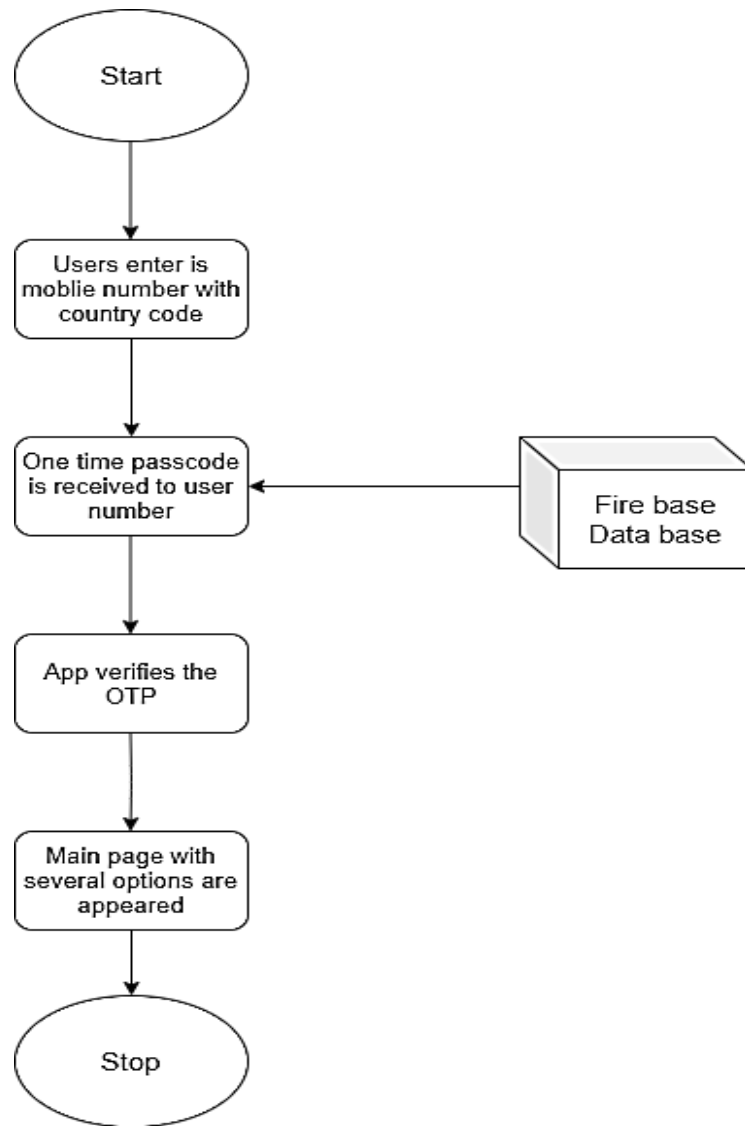 Start
Users enter is
moblie number with
country code
One time passcode
is received to user
number
Fire base
Data base
App verifies the
OTP
Main page with
several options are
appeared
Stop